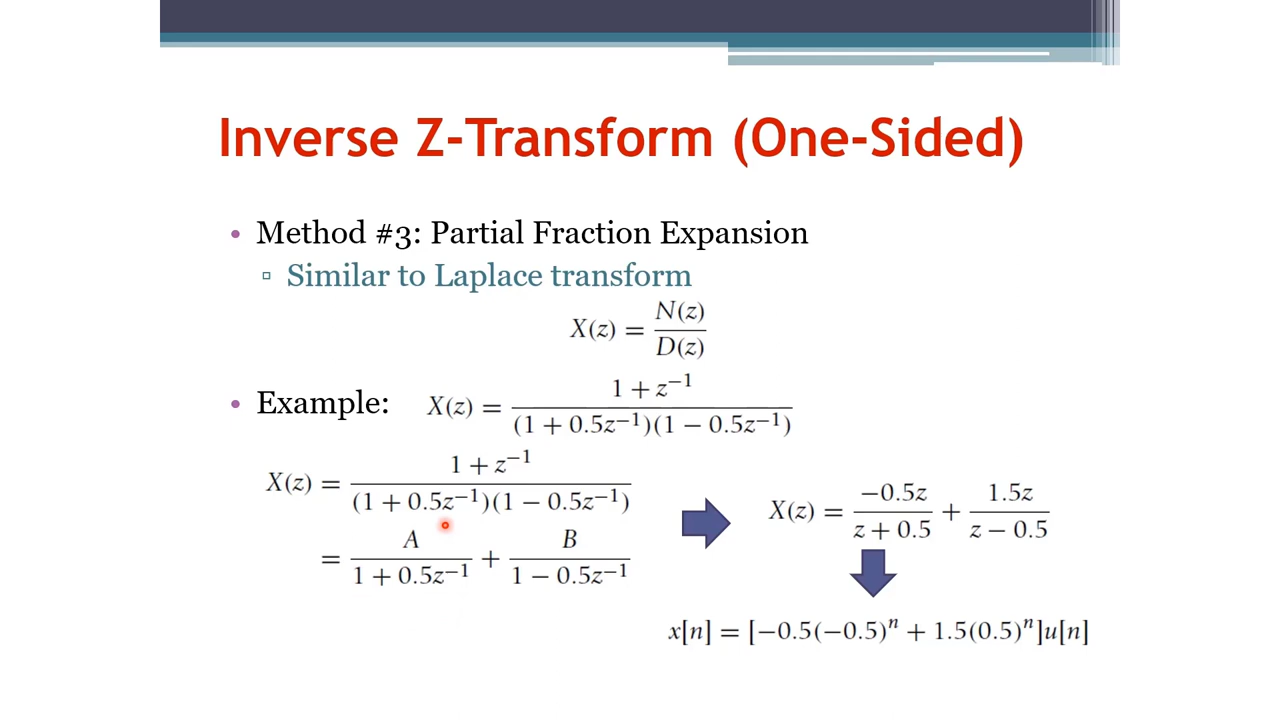 Inverse Z-Transform (One-Sided)
• Method #3: Partial Fraction Expansion
▫ Similar to Laplace transform
X(z) = N(z) / D(z)
• Example: X(z) = (1 + z⁻¹) / ((1 + 0.5z⁻¹)(1 − 0.5z⁻¹))
X(z) = (1 + z⁻¹) / ((1 + 0.5z⁻¹)(1 − 0.5z⁻¹))
= A / (1 + 0.5z⁻¹) + B / (1 − 0.5z⁻¹)
X(z) = −0.5z / (z + 0.5) + 1.5z / (z − 0.5)
x[n] = [−0.5(−0.5)ⁿ + 1.5(0.5)ⁿ]u[n]